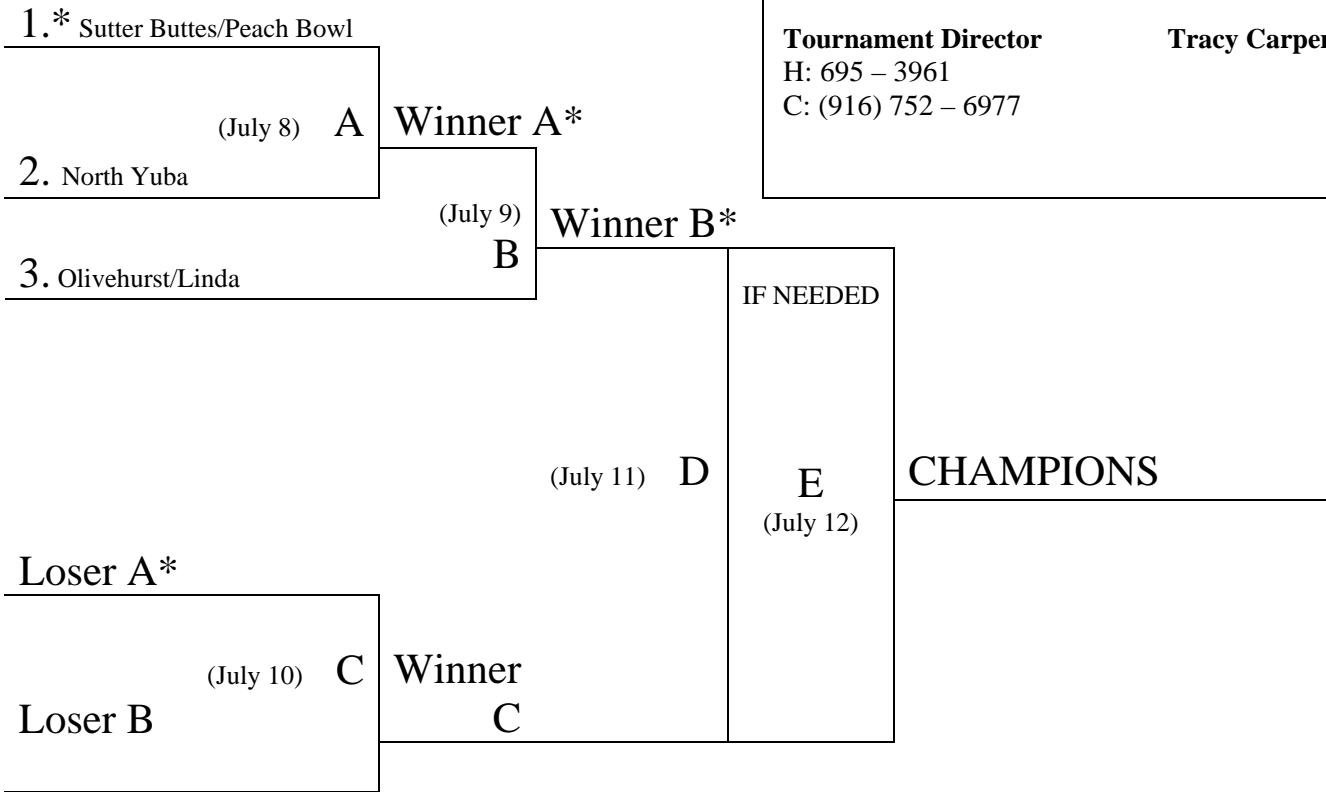 1.* Sutter Buttes/Peach Bowl
Tournament Director Tracy
H: 695 – 3961
C: (916) 752 – 6977
(July 8) A Winner A*
2. North Yuba
(July 9) Winner B*
B
3. Olivehurst/Linda
IF NEEDED
(July 11) D E CHAMPIONS
(July 12)
Loser A*
(July 10) C Winner
Loser B C